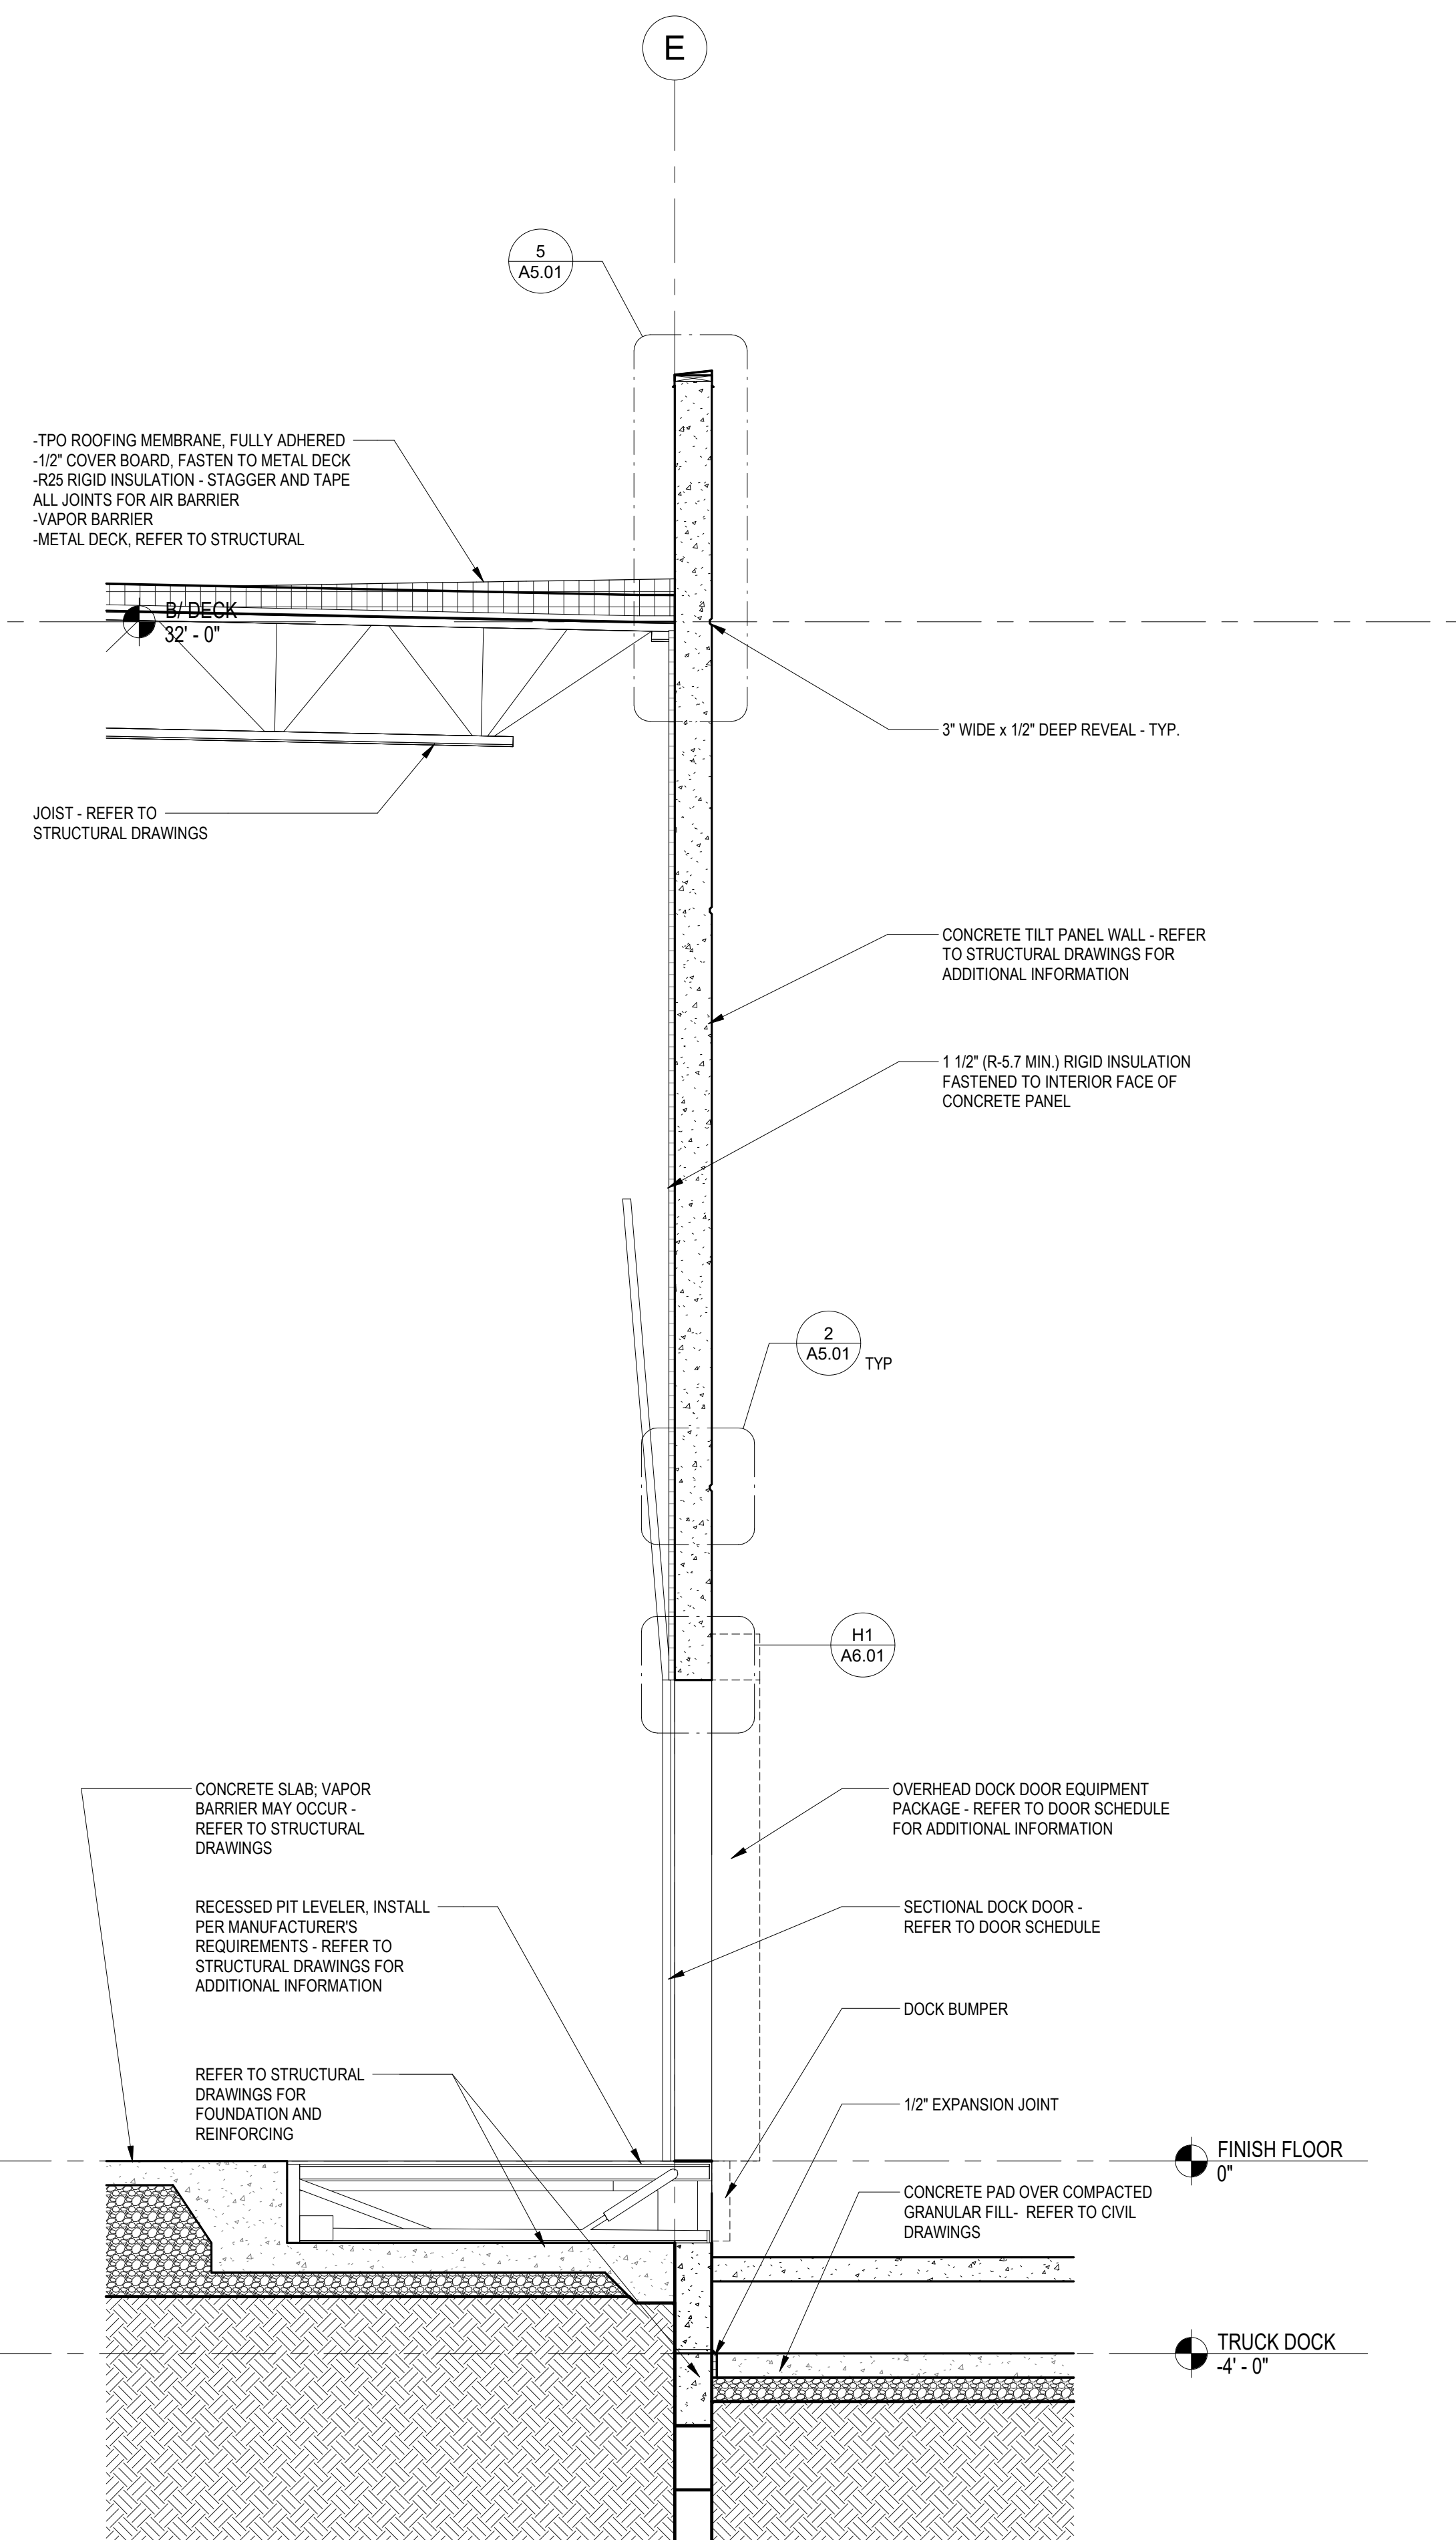 E
5
A5.01
-TPO ROOFING MEMBRANE, FULLY ADHERED
-1/2" COVER BOARD, FASTEN TO METAL DECK
-R25 RIGID INSULATION - STAGGER AND TAPE
ALL JOINTS FOR AIR BARRIER
-VAPOR BARRIER
-METAL DECK, REFER TO STRUCTURAL
B/ DECK
32' - 0"
3" WIDE x 1/2" DEEP REVEAL - TYP.
JOIST - REFER TO
STRUCTURAL DRAWINGS
CONCRETE TILT PANEL WALL - REFER
TO STRUCTURAL DRAWINGS FOR
ADDITIONAL INFORMATION
1 1/2" (R-5.7 MIN.) RIGID INSULATION
FASTENED TO INTERIOR FACE OF
CONCRETE PANEL
2
A5.01
TYP
H1
A6.01
CONCRETE SLAB; VAPOR
BARRIER MAY OCCUR -
REFER TO STRUCTURAL
DRAWINGS
OVERHEAD DOCK DOOR EQUIPMENT
PACKAGE - REFER TO DOOR SCHEDULE
FOR ADDITIONAL INFORMATION
RECESSED PIT LEVELER, INSTALL
PER MANUFACTURER'S
REQUIREMENTS - REFER TO
STRUCTURAL DRAWINGS FOR
ADDITIONAL INFORMATION
SECTIONAL DOCK DOOR -
REFER TO DOOR SCHEDULE
DOCK BUMPER
REFER TO STRUCTURAL
DRAWINGS FOR
FOUNDATION AND
REINFORCING
1/2" EXPANSION JOINT
FINISH FLOOR
0"
CONCRETE PAD OVER COMPACTED
GRANULAR FILL- REFER TO CIVIL
DRAWINGS
TRUCK DOCK
-4' - 0"